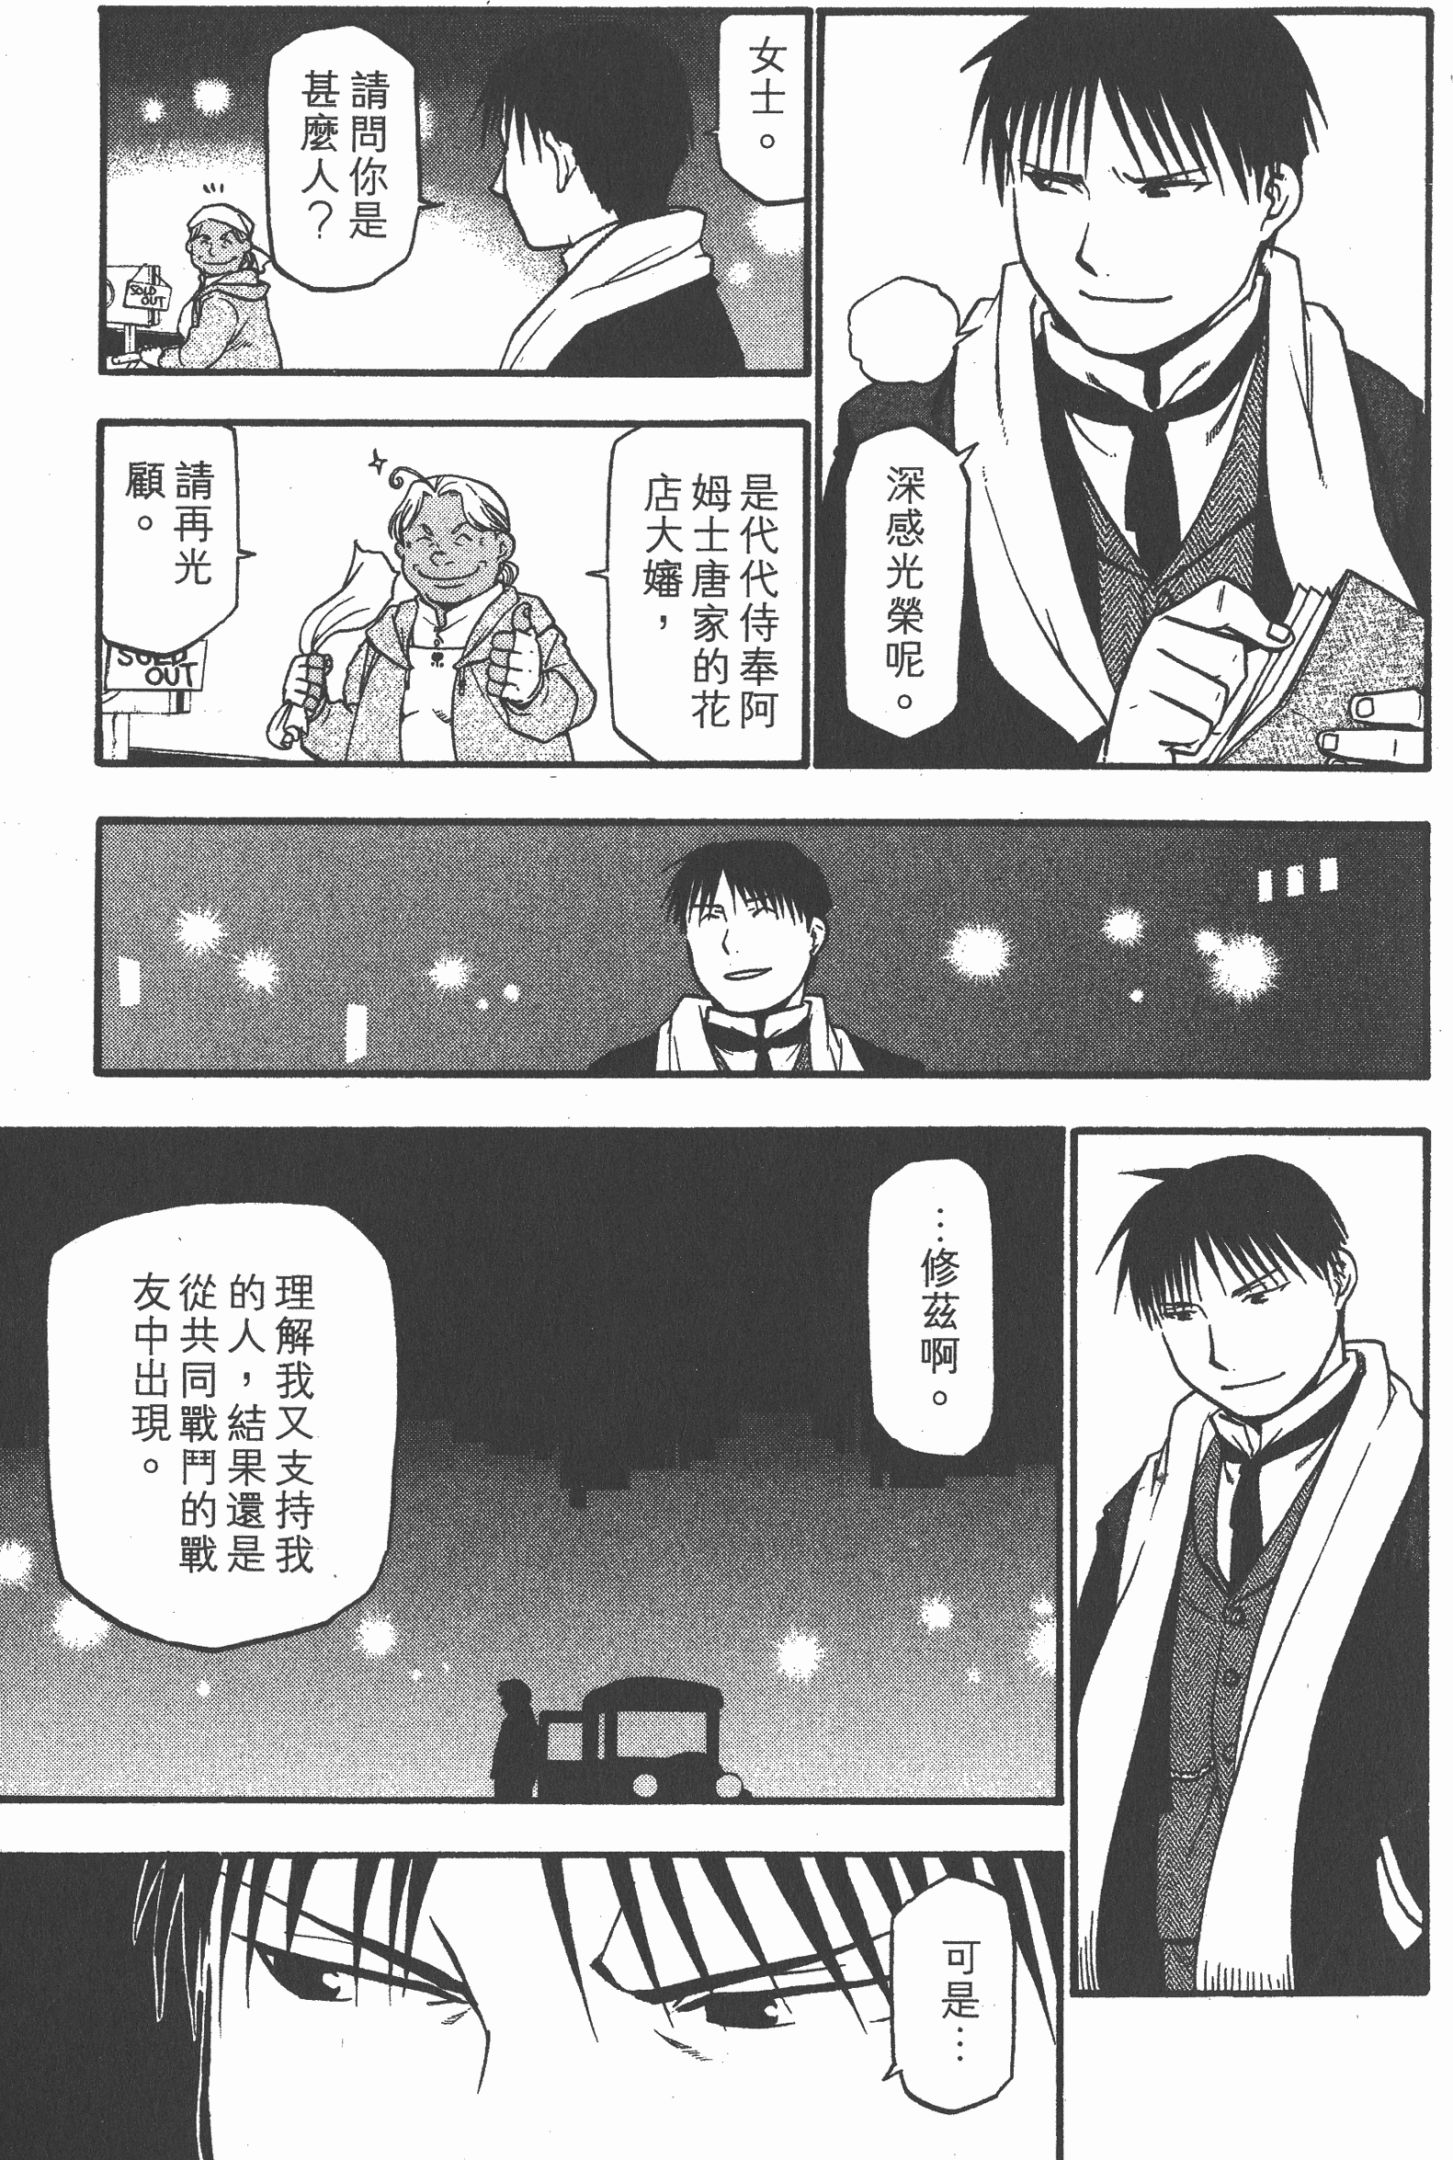 深感光榮呢。
女士。
請問你是
甚麼人？
SOLD
OUT
是代代侍奉阿
姆士唐家的花
店大嬸，
請再光
顧。
SOLD
OUT
…修茲啊。
理解我又支持我
的人，結果還是
從共同戰鬥的戰
友中出現。
可是…